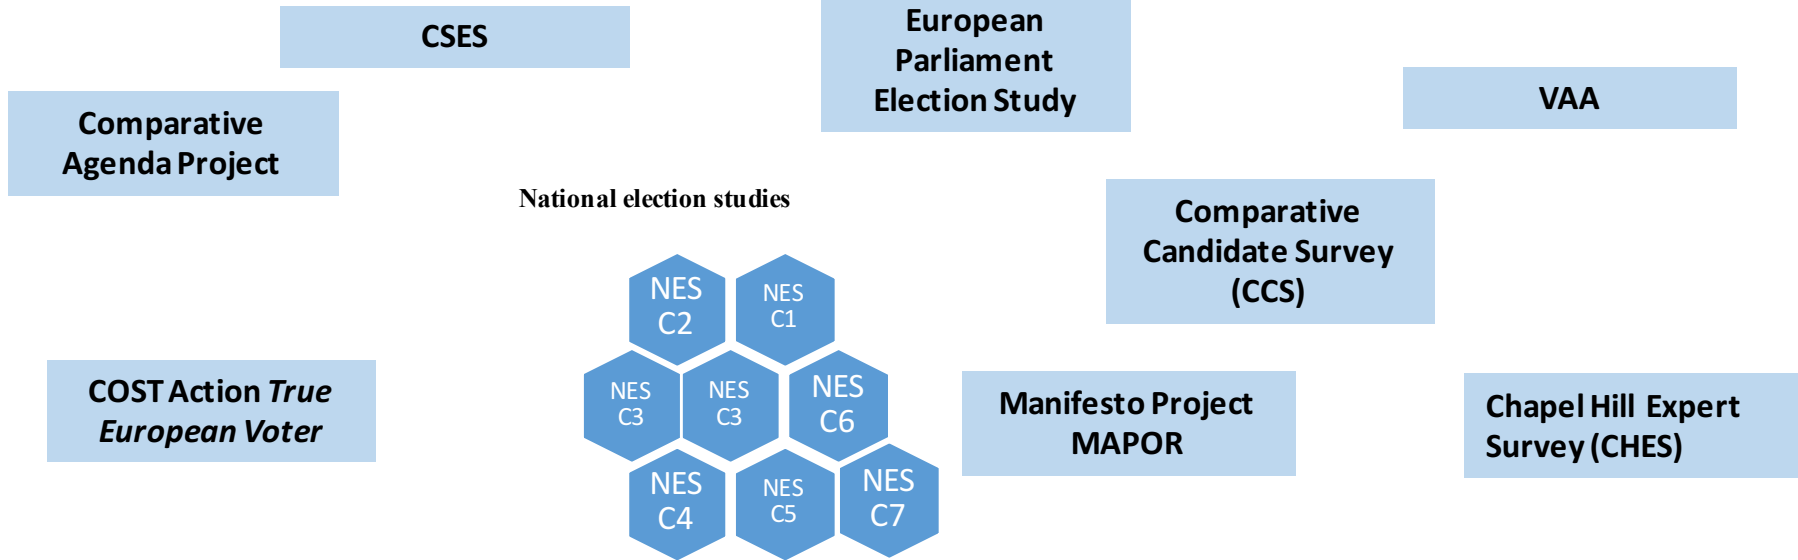 CSES
European
Parliament
Election Study
VAA
Comparative
Agenda Project
National election studies
Comparative
Candidate Survey
(CCS)
NES
C2
NES
C1
COST Action True
European Voter
NES
C3
NES
C3
NES
C6
Manifesto Project
MAPOR
Chapel Hill Expert
Survey (CHES)
NES
C4
NES
C5
NES
C7